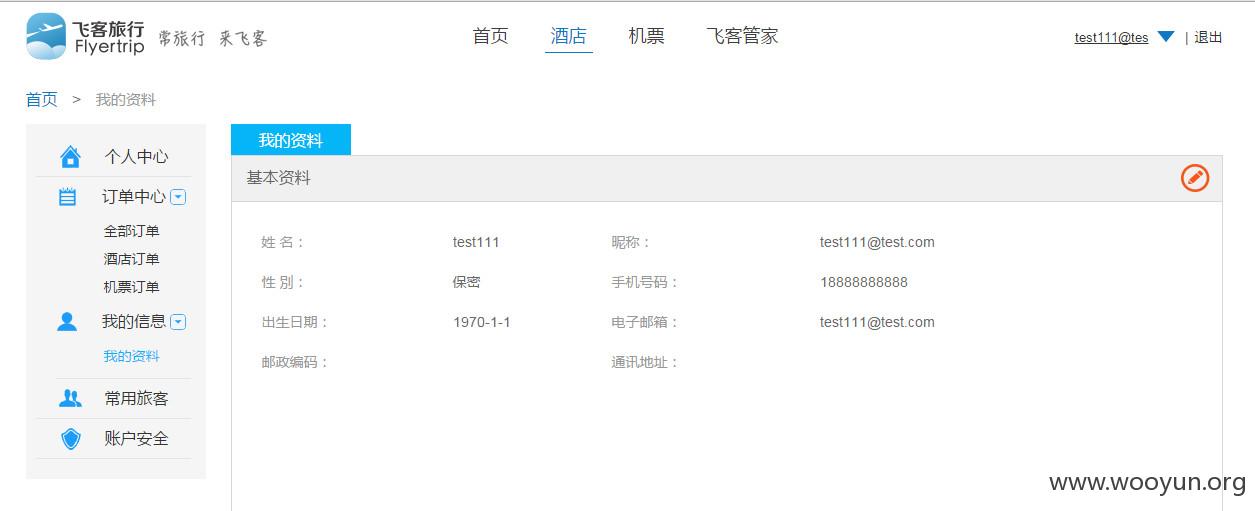 飞客旅行
Flyertrip
常旅行 来飞客
首页 酒店 机票 飞客管家
test111@tes | 退出
首页 > 我的资料
个人中心
订单中心
全部订单
酒店订单
机票订单
我的信息
我的资料
常用旅客
账户安全
我的资料
基本资料
姓 名： test111 昵称： test111@test.com
性 别： 保密 手机号码： 18888888888
出生日期： 1970-1-1 电子邮箱： test111@test.com
邮政编码： 通讯地址：
www.wooyun.org